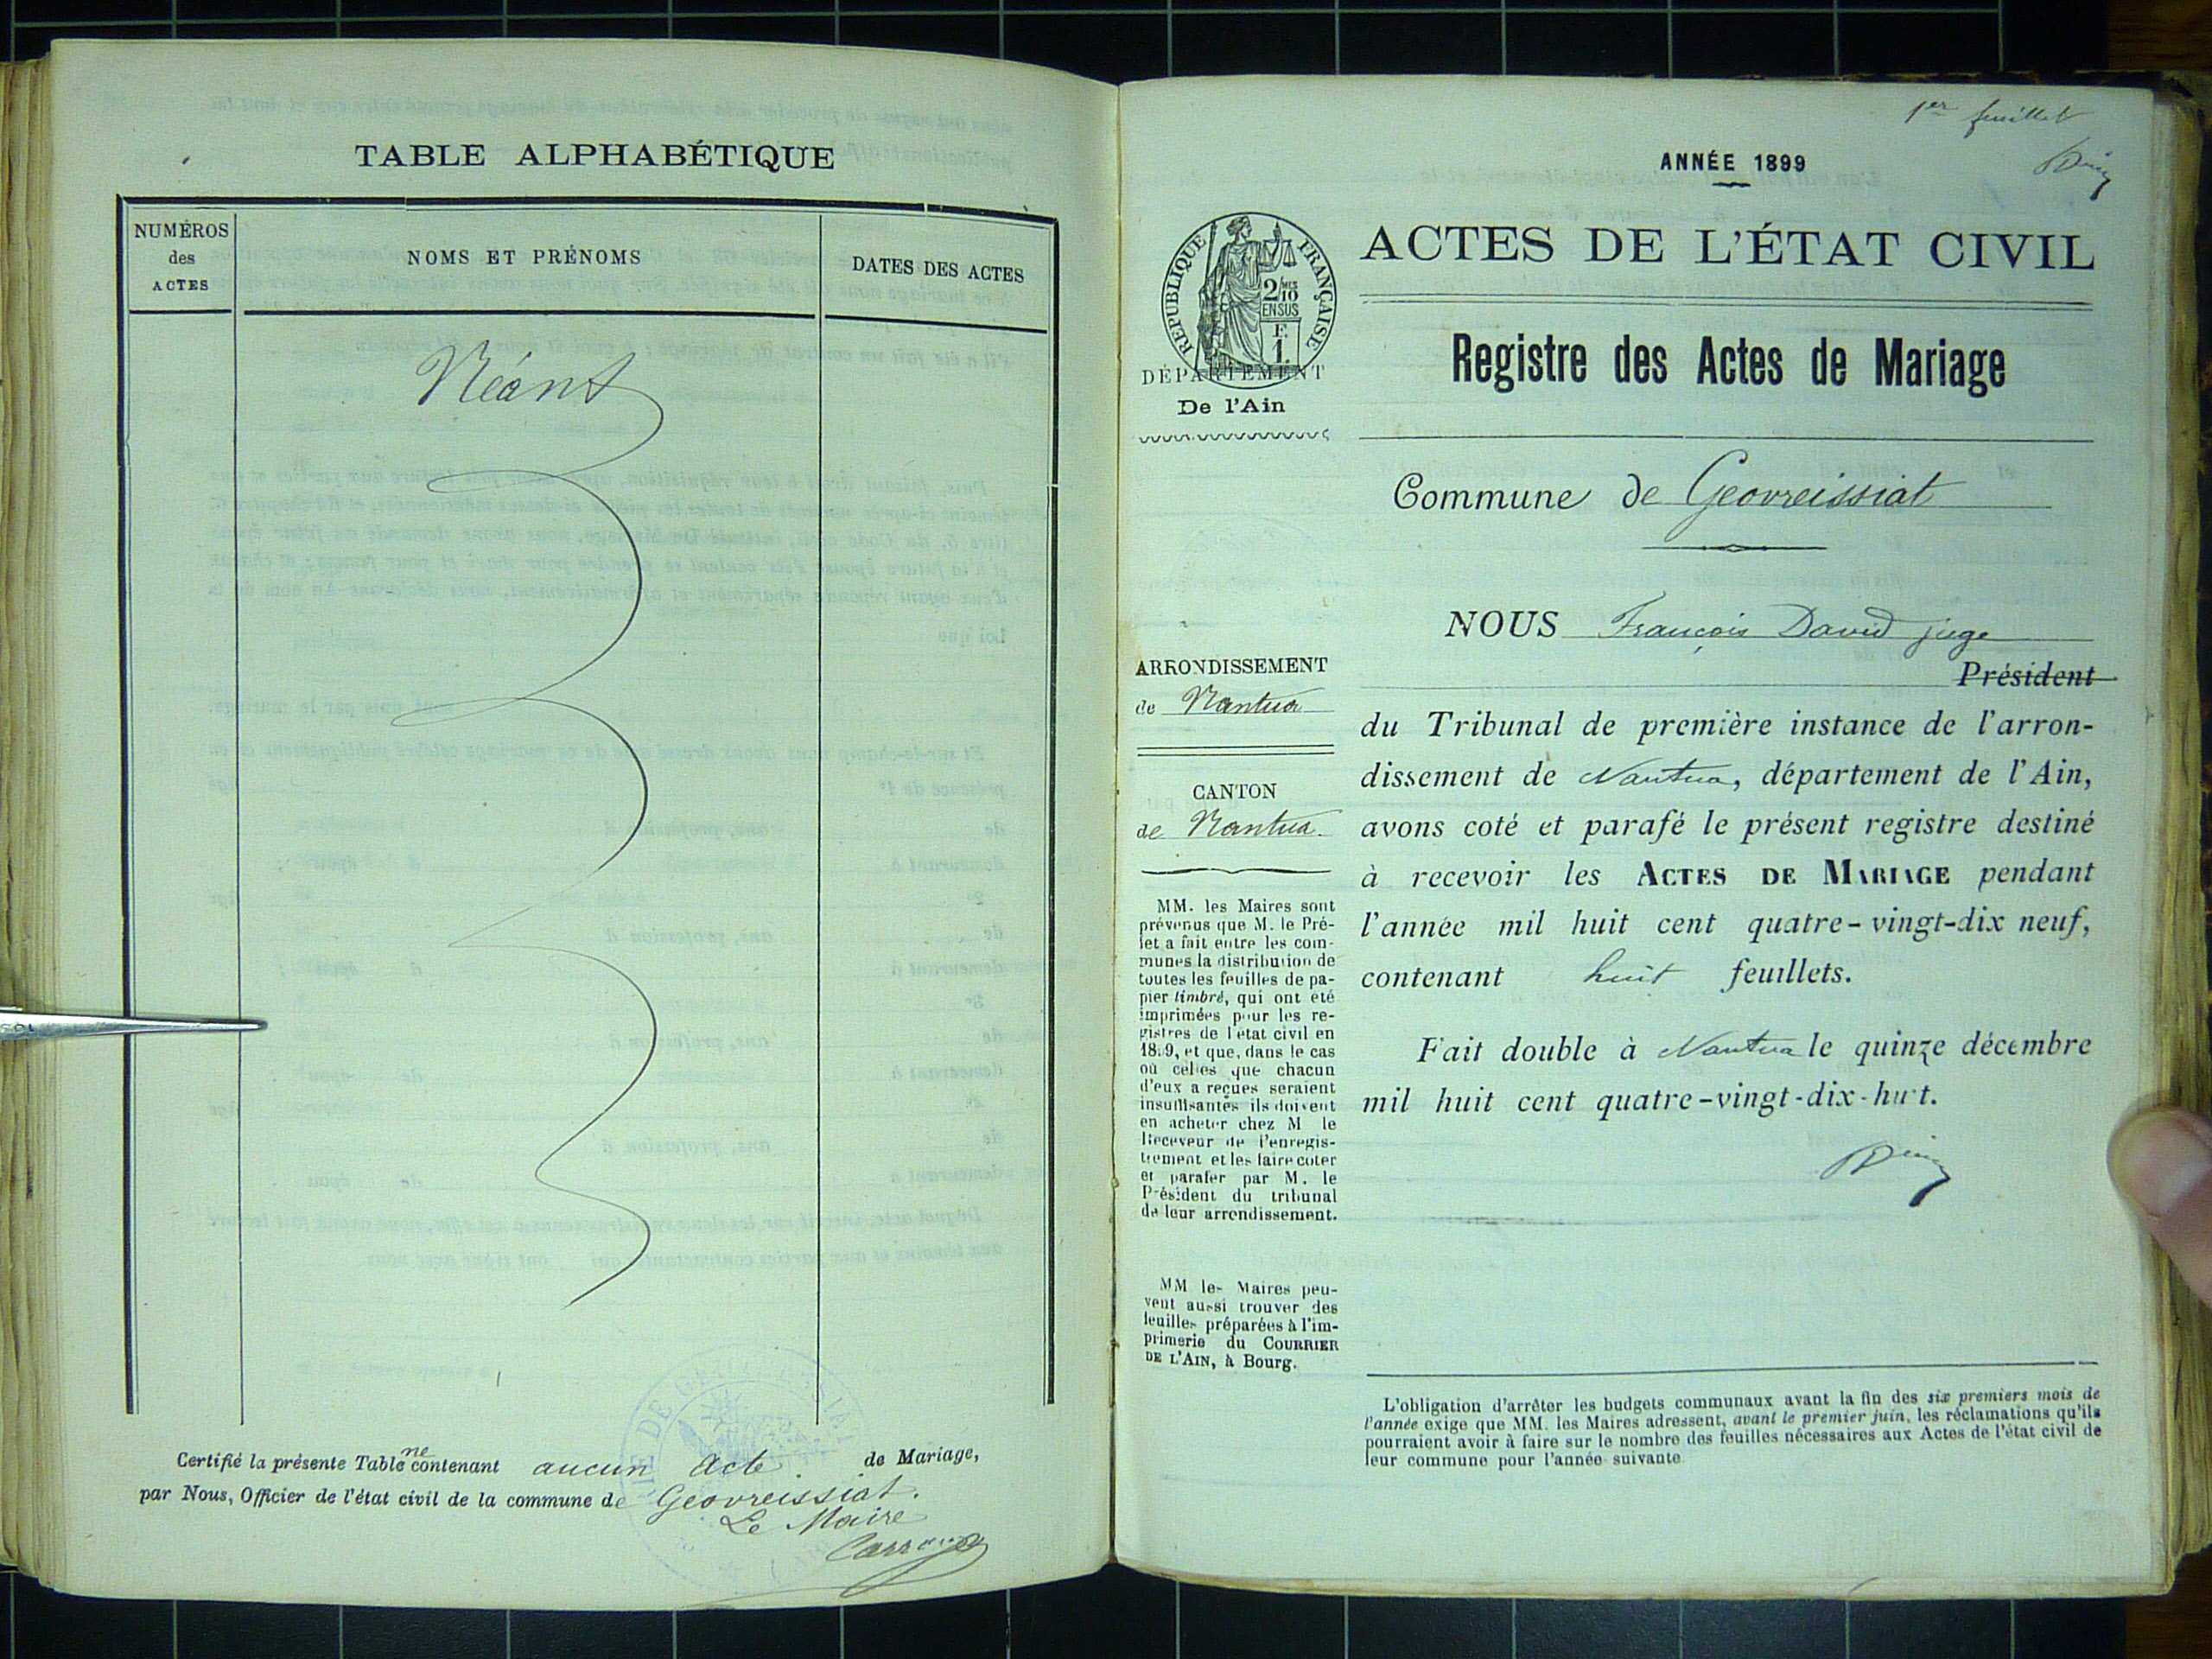 TABLE ALPHABÉTIQUE
NUMÉROS
des
ACTES
NOMS ET PRÉNOMS
DATES DES ACTES
Néant
Certifié la présente Table ne contenant aucun acte de Mariage,
par Nous, Officier de l'état civil de la commune de Geovreissiat.
Le Maire
1er feuillet
ANNÉE 1899
RÉPUBLIQUE FRANÇAISE
2/10 MES
EN SUS
F.
1.
DÉPARTEMENT
De l'Ain
ACTES DE L'ÉTAT CIVIL
Registre des Actes de Mariage
Commune de Geovreissiat
ARRONDISSEMENT
de Nantua
CANTON
de Nantua.
MM. les Maires sont
prévenus que M. le Pré-
fet a fait entre les com-
munes la distribution de
toutes les feuilles de pa-
pier timbré, qui ont été
imprimées pour les re-
gistres de l'état civil en
1899, et que, dans le cas
où celles que chacun
d'eux a reçues seraient
insuffisantes ils doivent
en acheter chez M le
Receveur de l'enregis-
trement et les faire coter
et parafer par M. le
Président du tribunal
de leur arrondissement.
MM les Maires peu-
vent aussi trouver des
feuilles préparées à l'im-
primerie du COURRIER
DE L'AIN, à Bourg.
NOUS François David juge
Président
du Tribunal de première instance de l'arron-
dissement de Nantua, département de l'Ain,
avons coté et parafé le présent registre destiné
à recevoir les ACTES DE MARIAGE pendant
l'année mil huit cent quatre-vingt-dix neuf,
contenant huit feuillets.
Fait double à Nantua le quinze décembre
mil huit cent quatre-vingt-dix-huit.
L'obligation d'arrêter les budgets communaux avant la fin des six premiers mois de
l'année exige que MM. les Maires adressent, avant le premier juin, les réclamations qu'ils
pourraient avoir à faire sur le nombre des feuilles nécessaires aux Actes de l'état civil de
leur commune pour l'année suivante